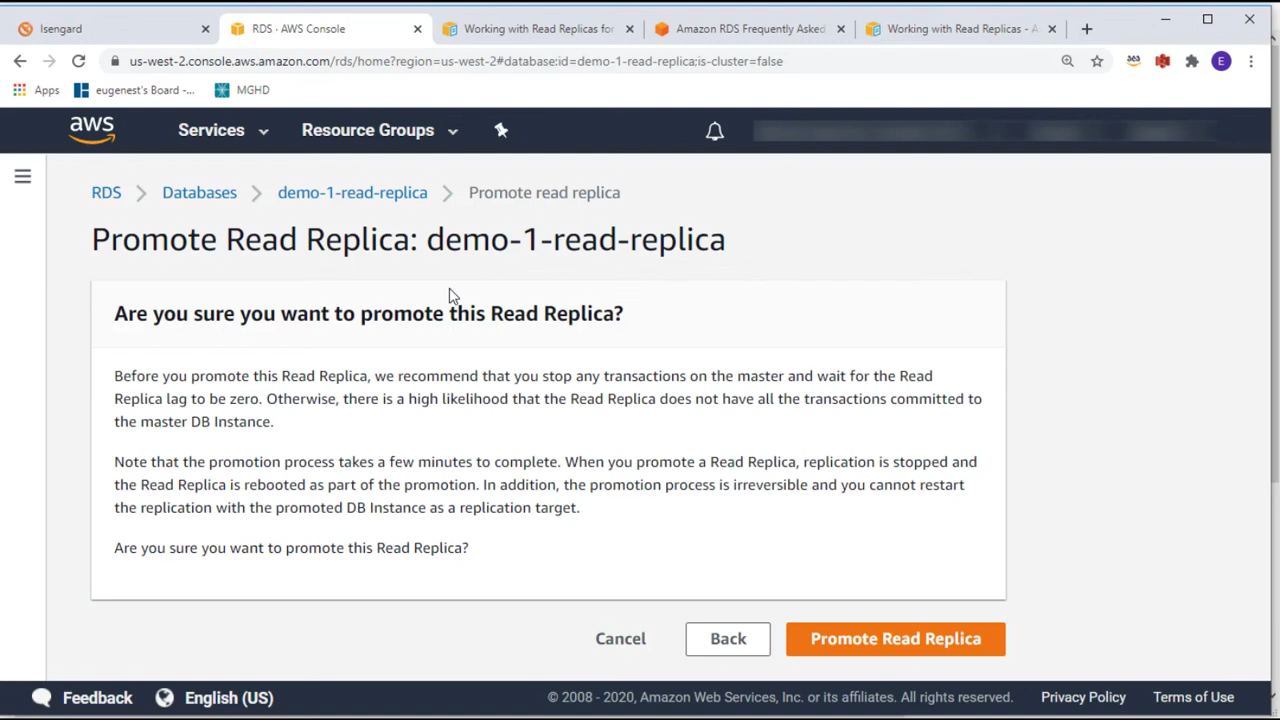 Isengard
RDS · AWS Console
Working with Read Replicas for
Amazon RDS Frequently Asked
Working with Read Replicas - A
us-west-2.console.aws.amazon.com/rds/home?region=us-west-2#database:id=demo-1-read-replica;is-cluster=false
E
Apps
eugenest's Board -...
MGHD
aws
Services
Resource Groups
RDS
Databases
demo-1-read-replica
Promote read replica
Promote Read Replica: demo-1-read-replica
Are you sure you want to promote this Read Replica?
Before you promote this Read Replica, we recommend that you stop any transactions on the master and wait for the Read
Replica lag to be zero. Otherwise, there is a high likelihood that the Read Replica does not have all the transactions committed to
the master DB Instance.
Note that the promotion process takes a few minutes to complete. When you promote a Read Replica, replication is stopped and
the Read Replica is rebooted as part of the promotion. In addition, the promotion process is irreversible and you cannot restart
the replication with the promoted DB Instance as a replication target.
Are you sure you want to promote this Read Replica?
Cancel
Back
Promote Read Replica
Feedback
English (US)
© 2008 - 2020, Amazon Web Services, Inc. or its affiliates. All rights reserved.
Privacy Policy
Terms of Use